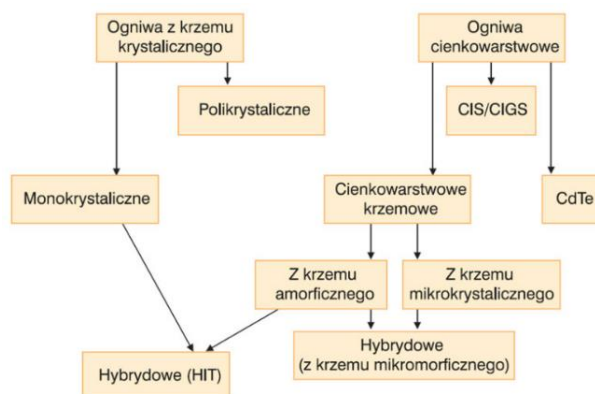 Ogniwa z krzemu
krystalicznego
Ogniwa
cienkowarstwowe
Polikrystaliczne
CIS/CIGS
Monokrystaliczne
Cienkowarstwowe
krzemowe
CdTe
Z krzemu
amorficznego
Z krzemu
mikrokrystalicznego
Hybrydowe (HIT)
Hybrydowe
(z krzemu mikromorficznego)